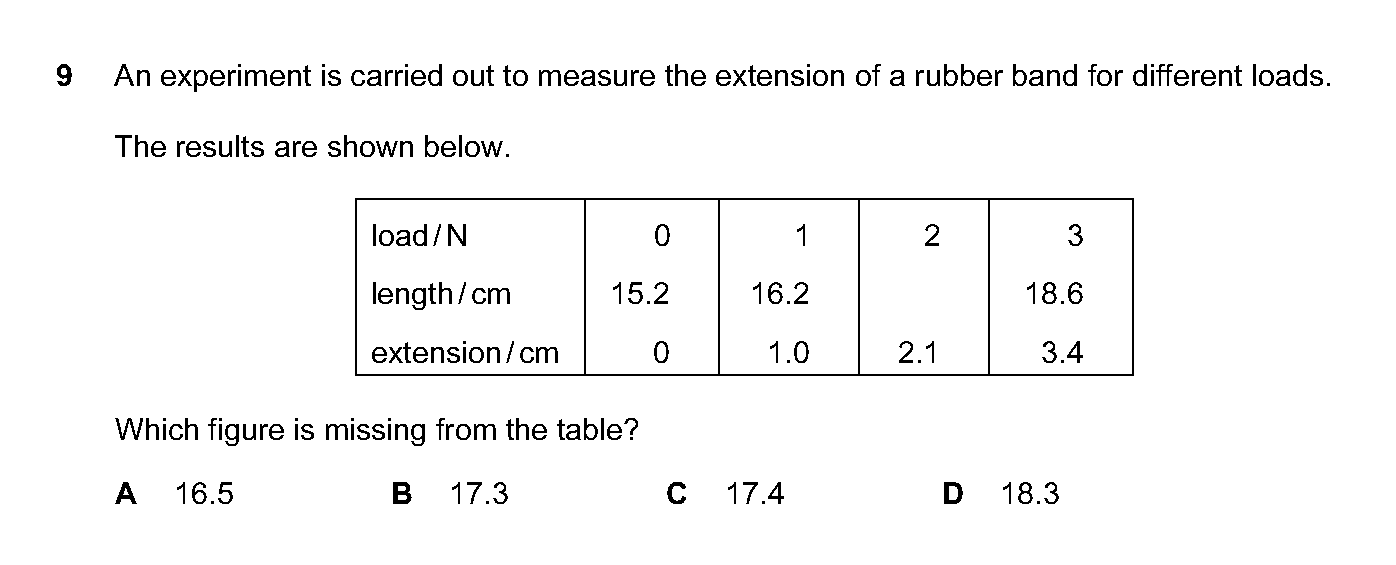 9 An experiment is carried out to measure the extension of a rubber band for different loads.
The results are shown below.
load / N 0 1 2 3
length / cm 15.2 16.2 18.6
extension / cm 0 1.0 2.1 3.4
Which figure is missing from the table?
A 16.5 B 17.3 C 17.4 D 18.3